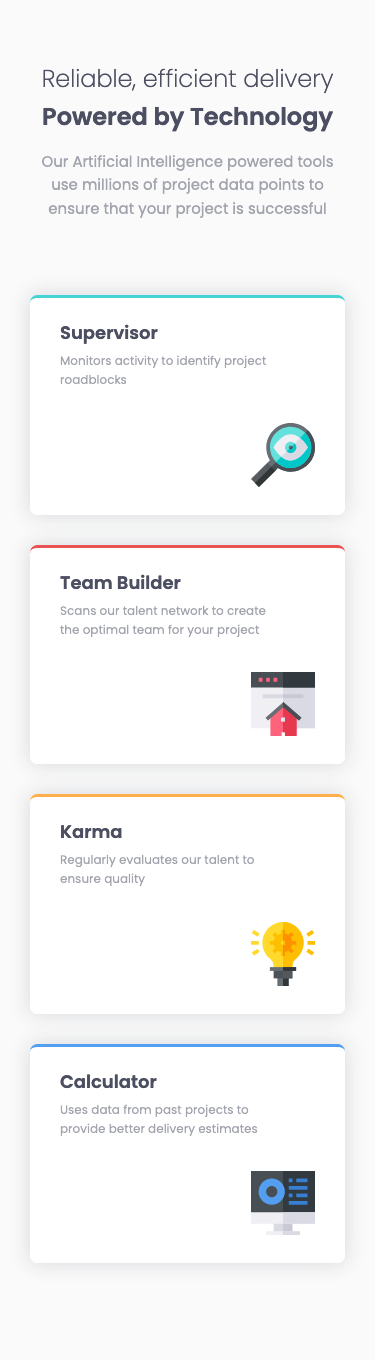 Reliable, efficient delivery
Powered by Technology
Our Artificial Intelligence powered tools
use millions of project data points to
ensure that your project is successful
Supervisor
Monitors activity to identify project
roadblocks
Team Builder
Scans our talent network to create
the optimal team for your project
Karma
Regularly evaluates our talent to
ensure quality
Calculator
Uses data from past projects to
provide better delivery estimates